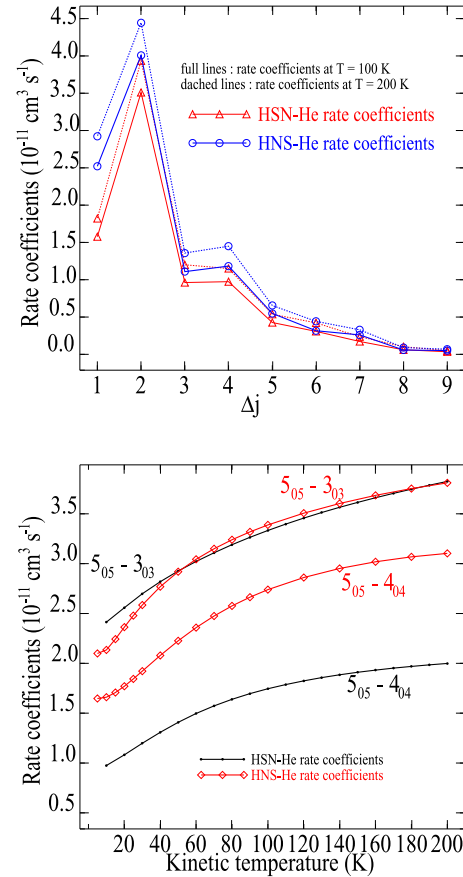 4.5
4.0
3.5
3.0
2.5
2.0
1.5
1.0
0.5
0.0
Rate coefficients (10⁻¹¹ cm³ s⁻¹)
full lines : rate coefficients at T = 100 K
dached lines : rate coefficients at T = 200 K
HSN-He rate coefficients
HNS-He rate coefficients
1 2 3 4 5 6 7 8 9
Δj
3.5
3.0
2.5
2.0
1.5
1.0
0.5
Rate coefficients (10⁻¹¹ cm³ s⁻¹)
5₀₅ - 3₀₃
5₀₅ - 3₀₃
5₀₅ - 4₀₄
5₀₅ - 4₀₄
HSN-He rate coefficients
HNS-He rate coefficients
20 40 60 80 100 120 140 160 180 200
Kinetic temperature (K)